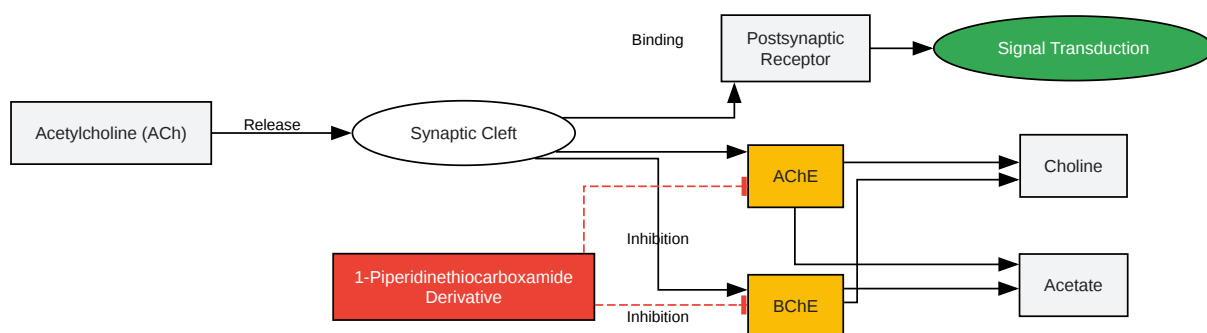 Binding
Postsynaptic
Receptor
Signal Transduction
Acetylcholine (ACh)
Release
Synaptic Cleft
AChE
Choline
Inhibition
1-Piperidinethiocarboxamide
Derivative
BChE
Acetate
Inhibition